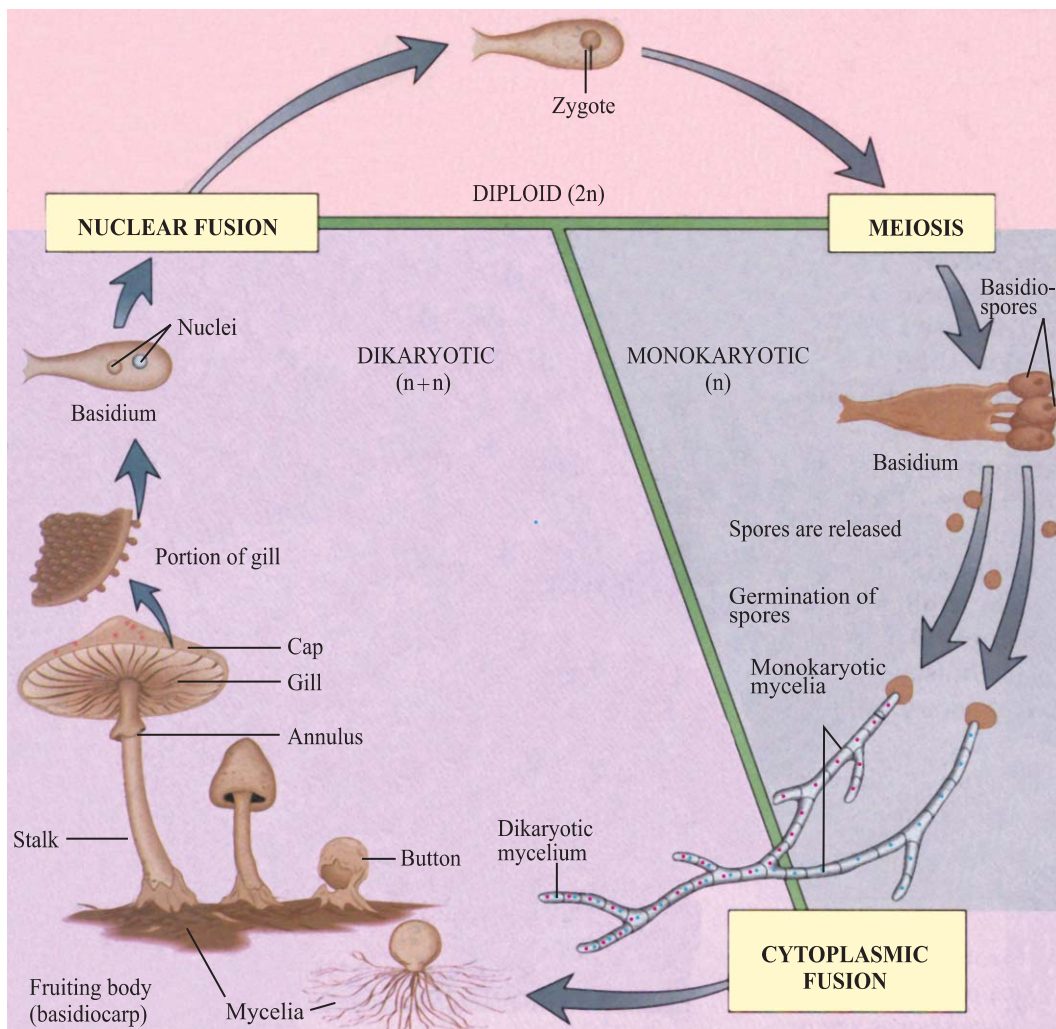 Zygote
DIPLOID (2n)
NUCLEAR FUSION
MEIOSIS
Basidio-
spores
Nuclei
DIKARYOTIC
(n+n)
MONOKARYOTIC
(n)
Basidium
Basidium
Spores are released
Portion of gill
Germination of
spores
Cap
Gill
Monokaryotic
mycelia
Annulus
Stalk
Button
Dikaryotic
mycelium
CYTOPLASMIC
FUSION
Fruiting body
(basidiocarp)
Mycelia